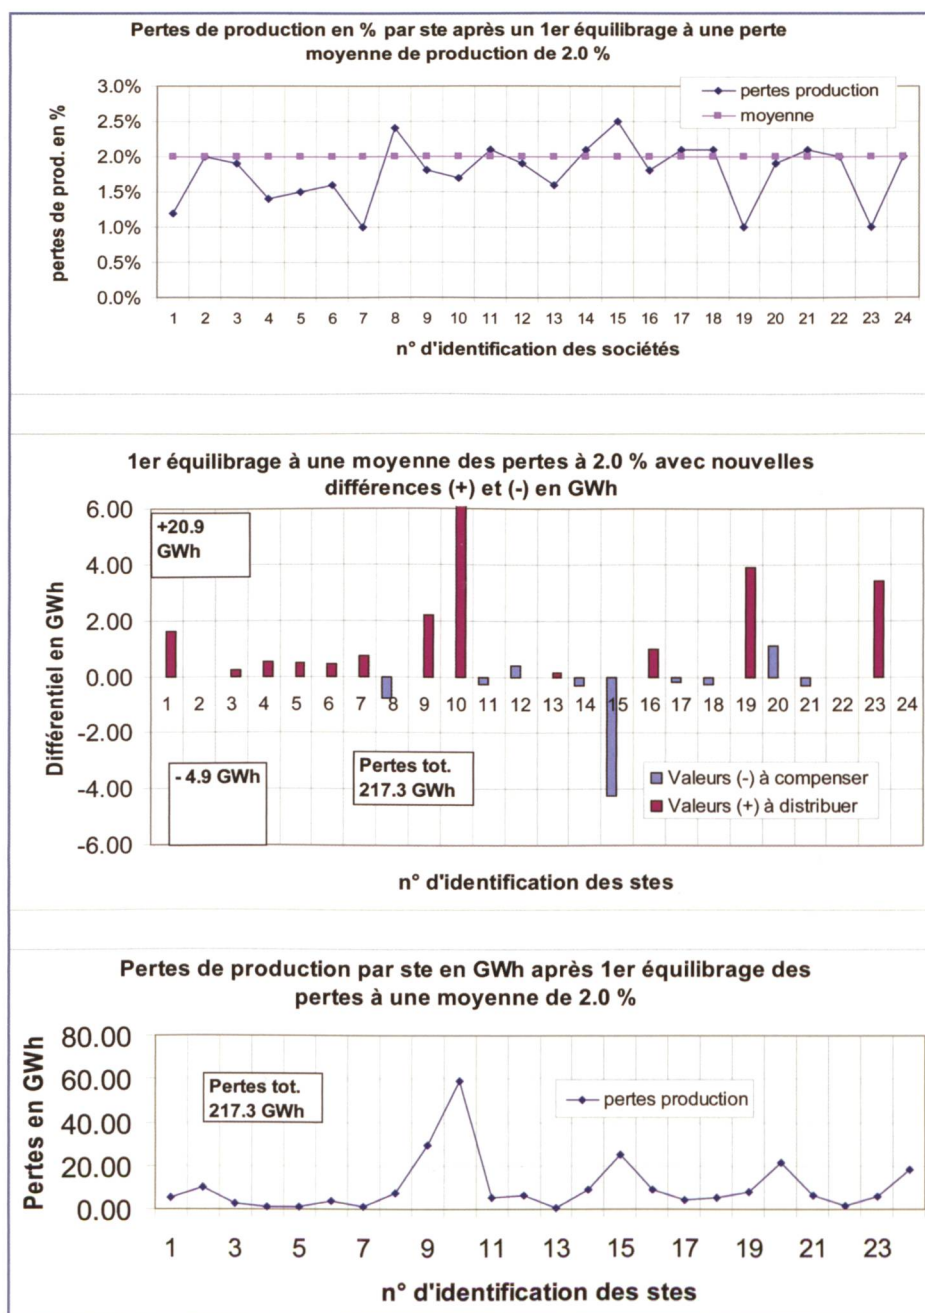 Pertes de production en % par ste après un 1er équilibrage à une perte
moyenne de production de 2.0 %
pertes de prod. en %
3.0%
2.5%
2.0%
1.5%
1.0%
0.5%
0.0%
pertes production
moyenne
1 2 3 4 5 6 7 8 9 10 11 12 13 14 15 16 17 18 19 20 21 22 23 24
n° d'identification des sociétés
1er équilibrage à une moyenne des pertes à 2.0 % avec nouvelles
différences (+) et (-) en GWh
Différentiel en GWh
6.00
4.00
2.00
0.00
-2.00
-4.00
-6.00
+20.9
GWh
1 2 3 4 5 6 7 8 9 10 11 12 13 14 15 16 17 18 19 20 21 22 23 24
- 4.9 GWh
Pertes tot.
217.3 GWh
Valeurs (-) à compenser
Valeurs (+) à distribuer
n° d'identification des stes
Pertes de production par ste en GWh après 1er équilibrage des
pertes à une moyenne de 2.0 %
Pertes en GWh
80.00
60.00
40.00
20.00
0.00
Pertes tot.
217.3 GWh
pertes production
1 3 5 7 9 11 13 15 17 19 21 23
n° d'identification des stes